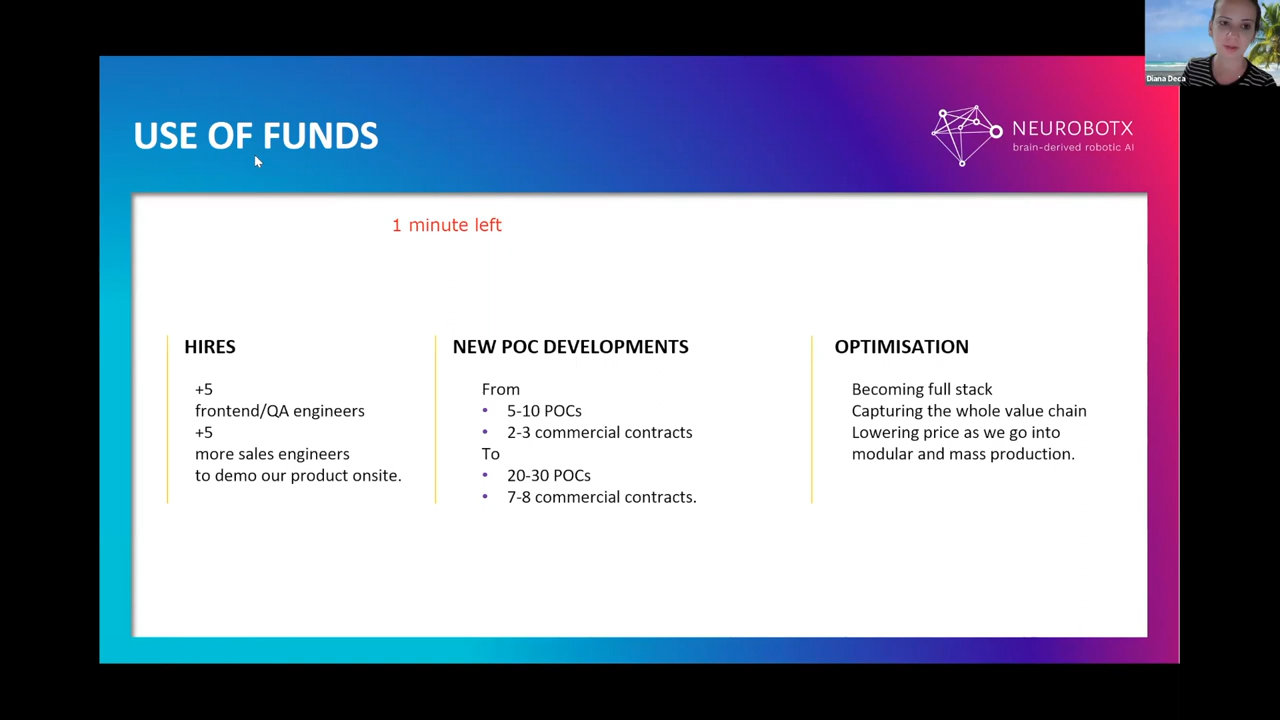 Diana Deca
USE OF FUNDS
NEUROBOTX
brain-derived robotic AI
1 minute left
HIRES
+5
frontend/QA engineers
+5
more sales engineers
to demo our product onsite.
NEW POC DEVELOPMENTS
From
• 5-10 POCs
• 2-3 commercial contracts
To
• 20-30 POCs
• 7-8 commercial contracts.
OPTIMISATION
Becoming full stack
Capturing the whole value chain
Lowering price as we go into
modular and mass production.